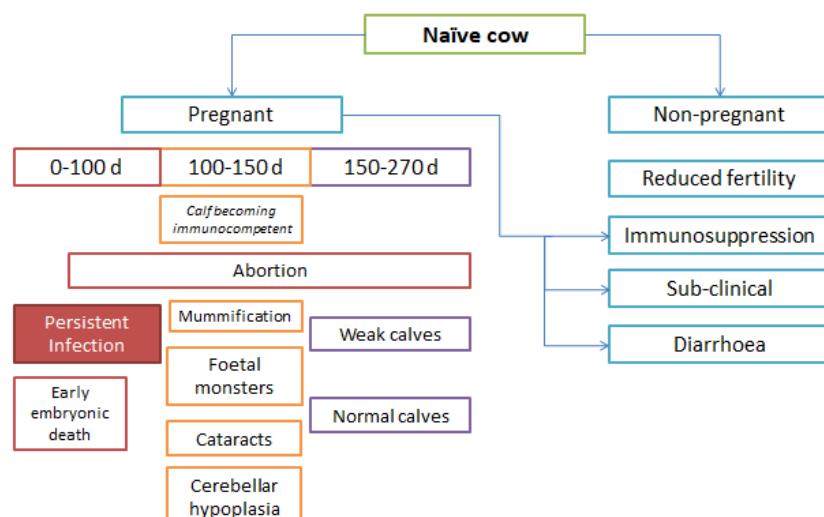 Naïve cow
Pregnant
Non-pregnant
0-100 d
100-150 d
150-270 d
Reduced fertility
Calf becoming
immunocompetent
Immunosuppression
Abortion
Sub-clinical
Persistent
Infection
Mummification
Weak calves
Diarrhoea
Foetal
monsters
Early
embryonic
death
Normal calves
Cataracts
Cerebellar
hypoplasia